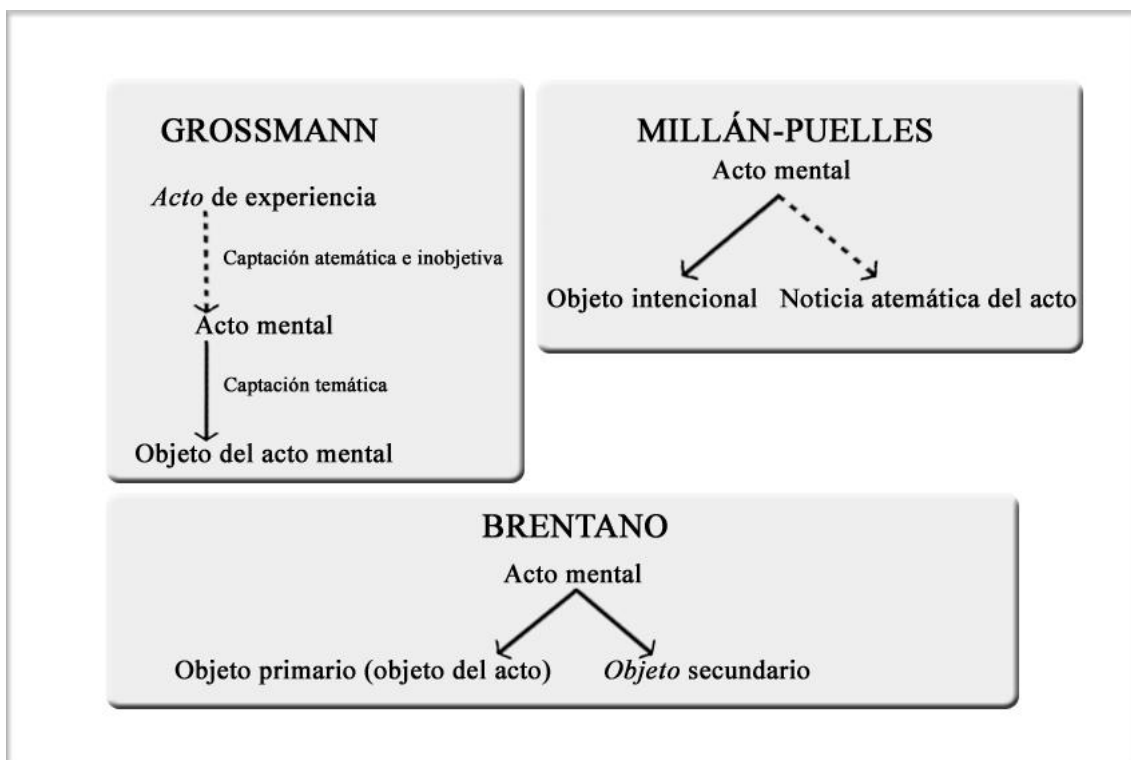 GROSSMANN
Acto de experiencia
Captación atemática e inobjetiva
Acto mental
Captación temática
Objeto del acto mental
MILLÁN-PUELLES
Acto mental
Objeto intencional Noticia atemática del acto
BRENTANO
Acto mental
Objeto primario (objeto del acto) Objeto secundario